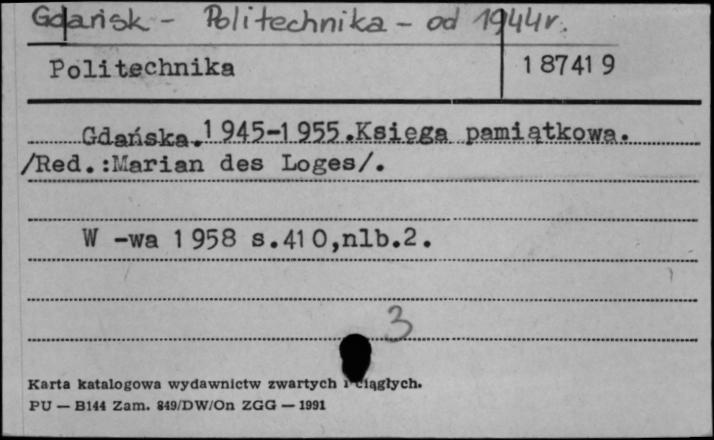 Gdańsk - Politechnika - od 1944r.
Politechnika 187419
Gdańska.1945-1955.Księga pamiątkowa.
/Red.:Marian des Loges/.
W -wa 1958 s.410,nlb.2.
3
Karta katalogowa wydawnictw zwartych i ciągłych.
PU — B144 Zam. 849/DW/On ZGG — 1991